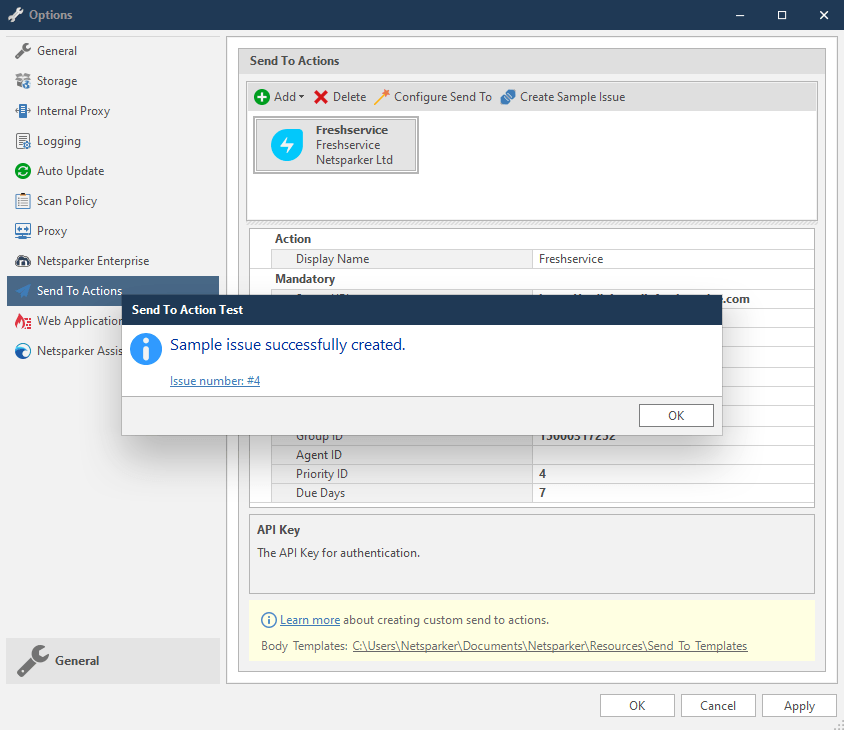 Options
General
Storage
Internal Proxy
Logging
Auto Update
Scan Policy
Proxy
Netsparker Enterprise
Send To Actions
Web Application
Netsparker Assis
General
Send To Actions
Add Delete Configure Send To Create Sample Issue
Freshservice
Freshservice
Netsparker Ltd
Action
Display Name Freshservice
Mandatory
.com
Send To Action Test
Sample issue successfully created.
Issue number: #4
OK
Group ID 15000317232
Agent ID
Priority ID 4
Due Days 7
API Key
The API Key for authentication.
Learn more about creating custom send to actions.
Body Templates: C:\Users\Netsparker\Documents\Netsparker\Resources\Send To Templates
OK Cancel Apply